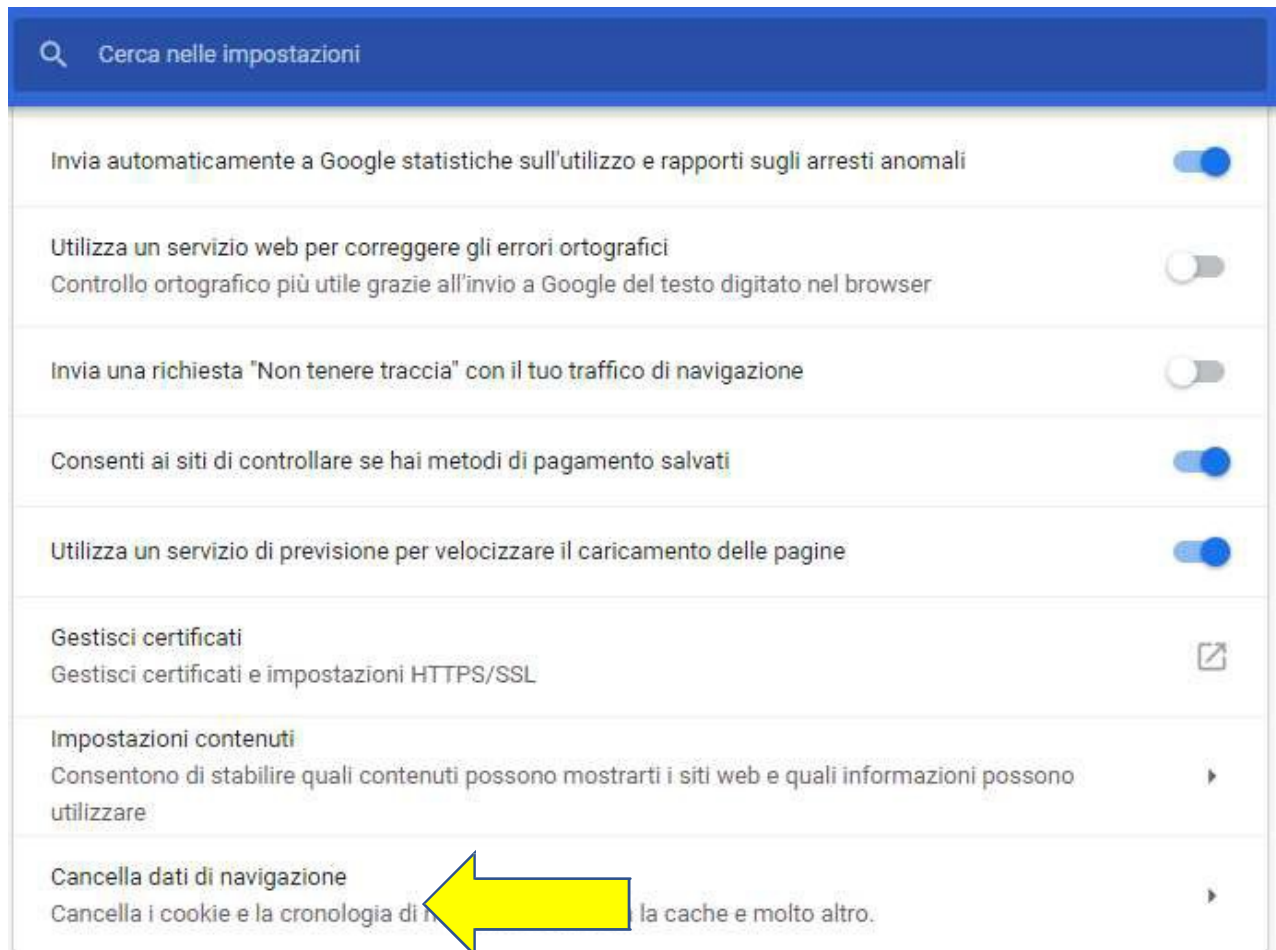 Cerca nelle impostazioni
Invia automaticamente a Google statistiche sull'utilizzo e rapporti sugli arresti anomali
Utilizza un servizio web per correggere gli errori ortografici
Controllo ortografico più utile grazie all'invio a Google del testo digitato nel browser
Invia una richiesta "Non tenere traccia" con il tuo traffico di navigazione
Consenti ai siti di controllare se hai metodi di pagamento salvati
Utilizza un servizio di previsione per velocizzare il caricamento delle pagine
Gestisci certificati
Gestisci certificati e impostazioni HTTPS/SSL
Impostazioni contenuti
Consentono di stabilire quali contenuti possono mostrarti i siti web e quali informazioni possono
utilizzare
Cancella dati di navigazione
Cancella i cookie e la cronologia di la cache e molto altro.